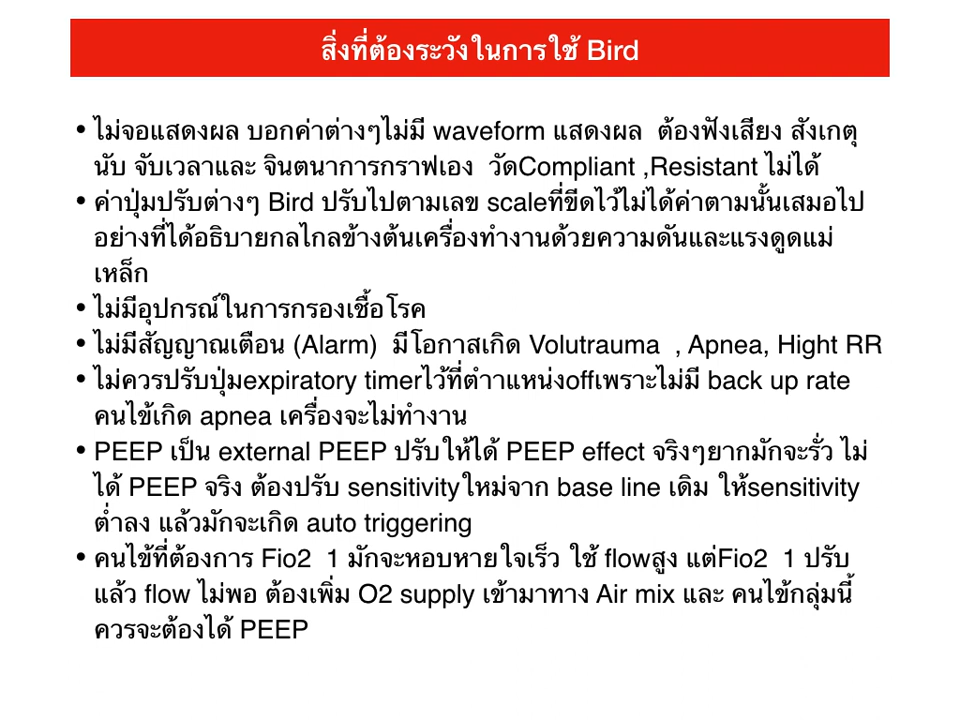 สิ่งที่ต้องระวังในการใช้ Bird
• ไม่จอแสดงผล บอกค่าต่างๆไม่มี waveform แสดงผล ต้องฟังเสียง สังเกตุ
นับ จับเวลาและ จินตนาการกราฟเอง วัดCompliant ,Resistant ไม่ได้
• ค่าปุ่มปรับต่างๆ Bird ปรับไปตามเลข scaleที่ขีดไว้ไม่ได้ค่าตามนั้นเสมอไป
อย่างที่ได้อธิบายกลไกลข้างต้นเครื่องทำงานด้วยความดันและแรงดูดแม่
เหล็ก
• ไม่มีอุปกรณ์ในการกรองเชื้อโรค
• ไม่มีสัญญาณเตือน (Alarm) มีโอกาสเกิด Volutrauma , Apnea, Hight RR
• ไม่ควรปรับปุ่มexpiratory timerไว้ที่ตำาแหน่งoffเพราะไม่มี back up rate
คนไข้เกิด apnea เครื่องจะไม่ทำงาน
• PEEP เป็น external PEEP ปรับให้ได้ PEEP effect จริงๆยากมักจะรั่ว ไม่
ได้ PEEP จริง ต้องปรับ sensitivityใหม่จาก base line เดิม ให้sensitivity
ต่ำลง แล้วมักจะเกิด auto triggering
• คนไข้ที่ต้องการ Fio2 1 มักจะหอบหายใจเร็ว ใช้ flowสูง แต่Fio2 1 ปรับ
แล้ว flow ไม่พอ ต้องเพิ่ม O2 supply เข้ามาทาง Air mix และ คนไข้กลุ่มนี้
ควรจะต้องได้ PEEP